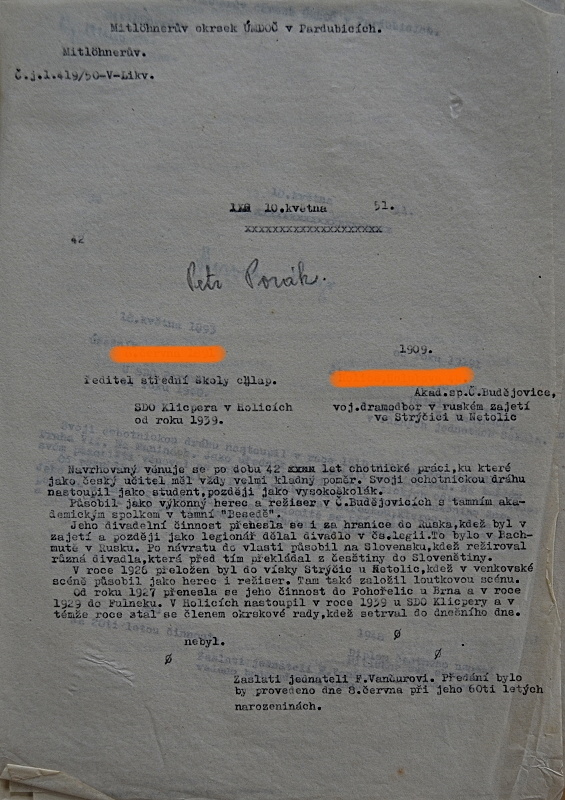 Mitlöhnerův okrsek ÚMDOČ v Pardubicích.
Mitlöhnerův.
Č.j.1.419/50-V-Likv.
10.května 51.
xxxxxxxxxxxxxxxxxxxx
42
Petr Porák.
1909.
ředitel střední školy chlap.
Akad.sp.Č.Budějovice,
SDO Klicpera v Holicích voj.dramodbor v ruském zajetí
od roku 1939. ve Strýčici u Netolic
Navrhovaný věnuje se po dobu 42 xxxx let chotnické práci,ku které
jako český učitel měl vždy velmi kladný poměr. Svoji ochotnickou dráhu
nastoupil jako student,později jako vysokoškolák.
Působil jako výkonný herec a režiser v Č.Budějovicích s tamním aka-
demickým spolkem v tamní "Besedě".
Jeho divadelní činnost přenesla se i za hranice do Ruska,kdež byl v
zajetí a později jako legionář dělal divadlo v čs.legii.To bylo v Bach-
mutě v Rusku. Po návratu do vlasti působil na Slovensku,kdež režiroval
různá divadla,která před tím překládal z češtiny do Slovenštiny.
V roce 1926 přeložen byl do vísky Strýčic u Netolic,kdež v venkovské
scéně působil jako herec i režiser. Tam také založil loutkovou scénu.
Od roku 1927 přenesla se jeho činnost do Pohořelic u Brna a v roce
1929 do Fulneku. V Holicích nastoupil v roce 1939 u SDO Klicpery a v
témže roce stal se členem okrskové rady,kdež setrval do dnešního dne.
nebyl. ø
ø ø
Zaslati jednateli F.Vančurovi. Předání bylo
by provedeno dne 8.června při jeho 60ti letých
narozeninách.